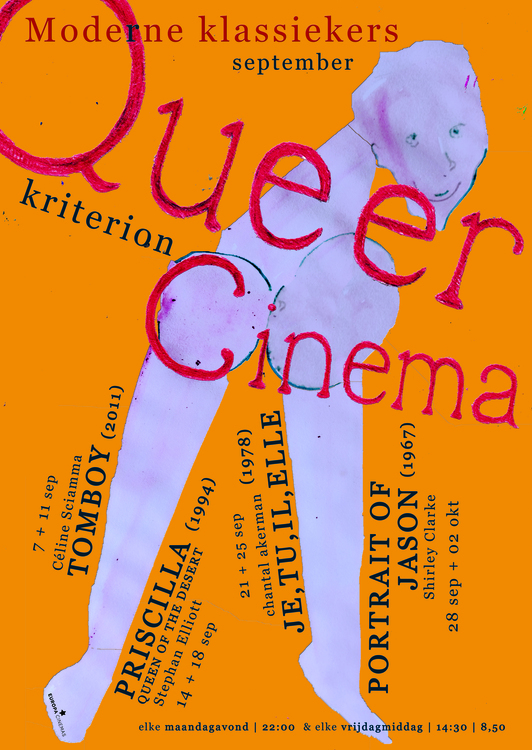 Moderne klassiekers
september
Queer
kriterion
Cinema
7 + 11 sep
Céline Sciamma
TOMBOY (2011)
PRISCILLA (1994)
QUEEN OF THE DESERT
Stephan Elliott
14 + 18 sep
21 + 25 sep
chantal akerman (1978)
JE,TU,IL,ELLE
PORTRAIT OF
JASON (1967)
Shirley Clarke
28 sep + 02 okt
EUROPA CINEMAS
elke maandagavond | 22:00 & elke vrijdagmiddag | 14:30 | 8,50